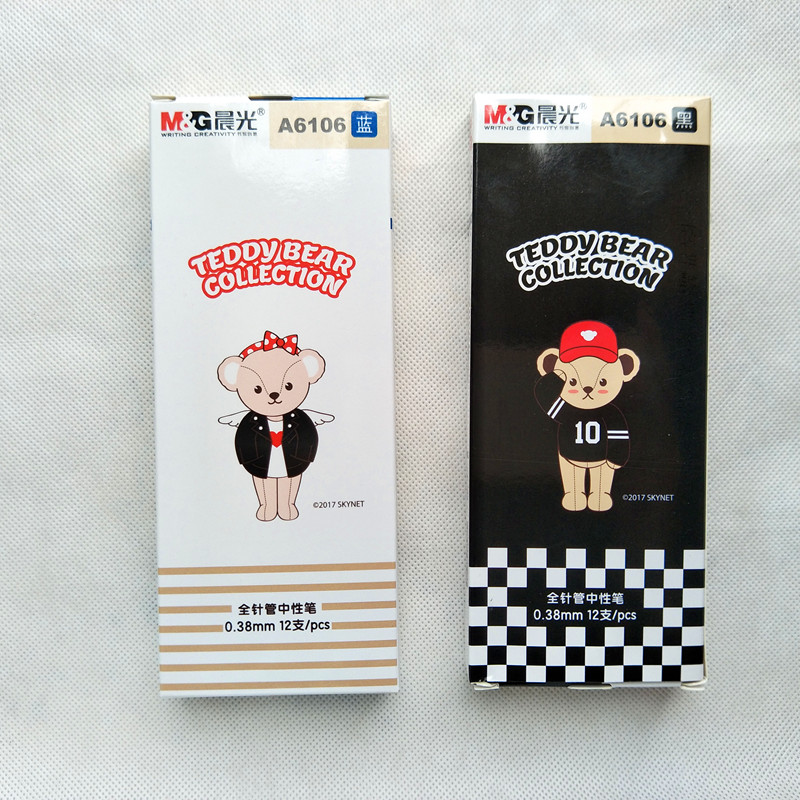 M&G晨光®
WRITING CREATIVITY
A6106 蓝
TEDDY BEAR
COLLECTION
©2017 SKYNET
全针管中性笔
0.38mm 12支/pcs
M&G晨光®
WRITING CREATIVITY
A6106 黑
TEDDY BEAR
COLLECTION
10
©2017 SKYNET
全针管中性笔
0.38mm 12支/pcs